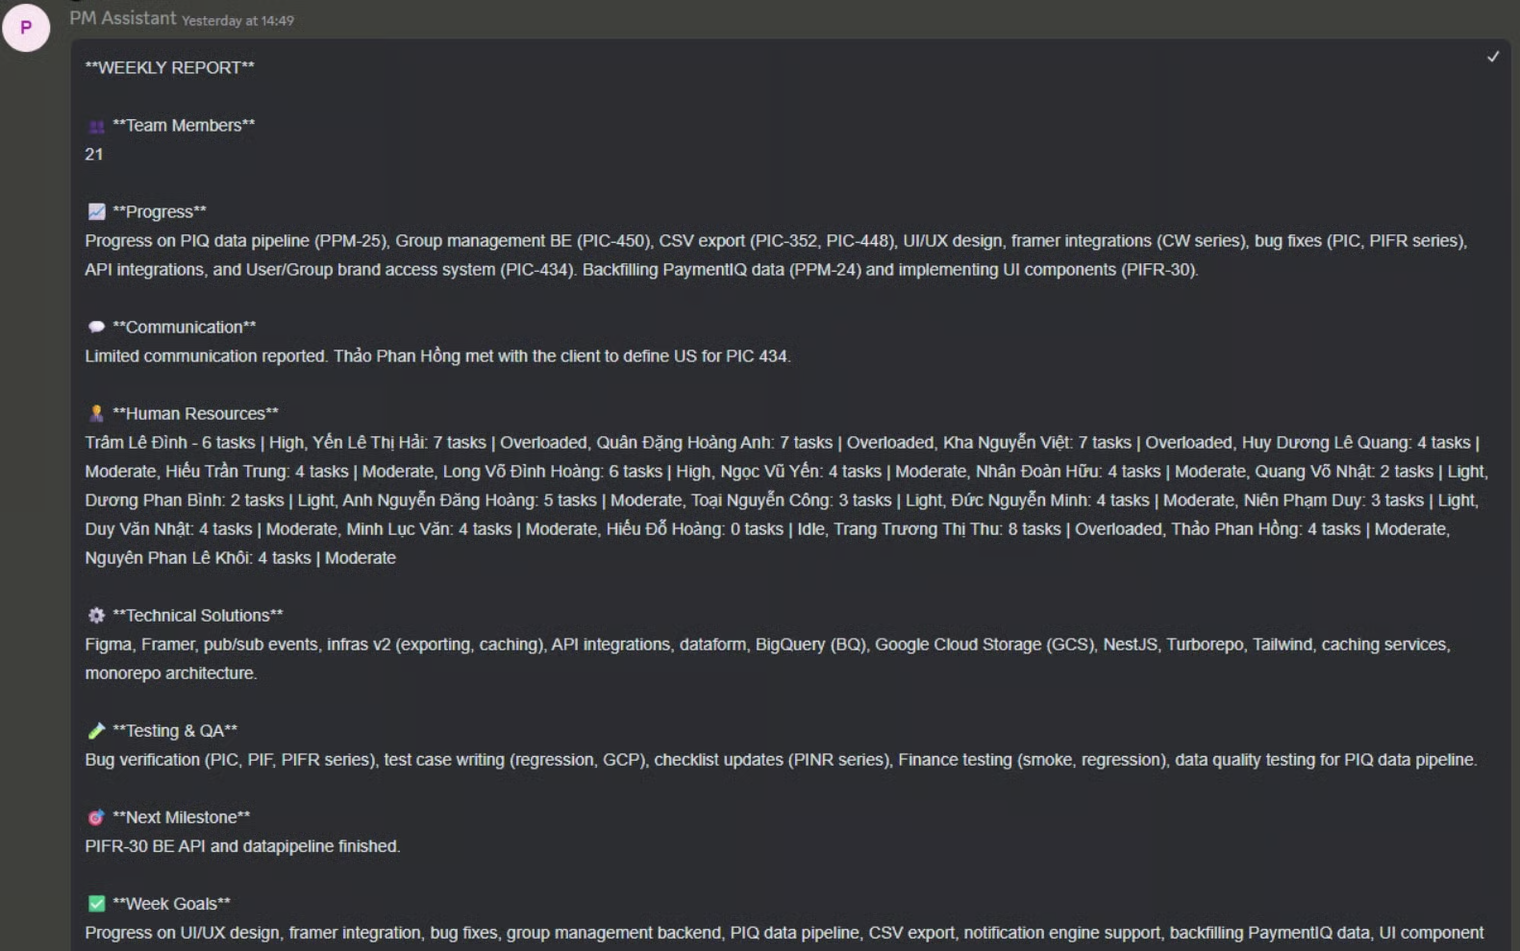 P
PM Assistant Yesterday at 14:49
**WEEKLY REPORT**
**Team Members**
21
**Progress**
Progress on PIQ data pipeline (PPM-25), Group management BE (PIC-450), CSV export (PIC-352, PIC-448), UI/UX design, framer integrations (CW series), bug fixes (PIC, PIFR series),
API integrations, and User/Group brand access system (PIC-434). Backfilling PaymentIQ data (PPM-24) and implementing UI components (PIFR-30).
**Communication**
Limited communication reported. Thảo Phan Hồng met with the client to define US for PIC 434.
**Human Resources**
Trâm Lê Đình - 6 tasks | High, Yến Lê Thị Hải: 7 tasks | Overloaded, Quân Đặng Hoàng Anh: 7 tasks | Overloaded, Kha Nguyễn Việt: 7 tasks | Overloaded, Huy Dương Lê Quang: 4 tasks |
Moderate, Hiếu Trần Trung: 4 tasks | Moderate, Long Võ Đình Hoàng: 6 tasks | High, Ngọc Vũ Yến: 4 tasks | Moderate, Nhân Đoàn Hữu: 4 tasks | Moderate, Quang Võ Nhật: 2 tasks | Light,
Dương Phan Bình: 2 tasks | Light, Anh Nguyễn Đăng Hoàng: 5 tasks | Moderate, Toại Nguyễn Công: 3 tasks | Light, Đức Nguyễn Minh: 4 tasks | Moderate, Niên Phạm Duy: 3 tasks | Light,
Duy Văn Nhật: 4 tasks | Moderate, Minh Lục Văn: 4 tasks | Moderate, Hiếu Đỗ Hoàng: 0 tasks | Idle, Trang Trương Thị Thu: 8 tasks | Overloaded, Thảo Phan Hồng: 4 tasks | Moderate,
Nguyên Phan Lê Khôi: 4 tasks | Moderate
**Technical Solutions**
Figma, Framer, pub/sub events, infras v2 (exporting, caching), API integrations, dataform, BigQuery (BQ), Google Cloud Storage (GCS), NestJS, Turborepo, Tailwind, caching services,
monorepo architecture.
**Testing & QA**
Bug verification (PIC, PIF, PIFR series), test case writing (regression, GCP), checklist updates (PINR series), Finance testing (smoke, regression), data quality testing for PIQ data pipeline.
**Next Milestone**
PIFR-30 BE API and datapipeline finished.
**Week Goals**
Progress on UI/UX design, framer integration, bug fixes, group management backend, PIQ data pipeline, CSV export, notification engine support, backfilling PaymentIQ data, UI component